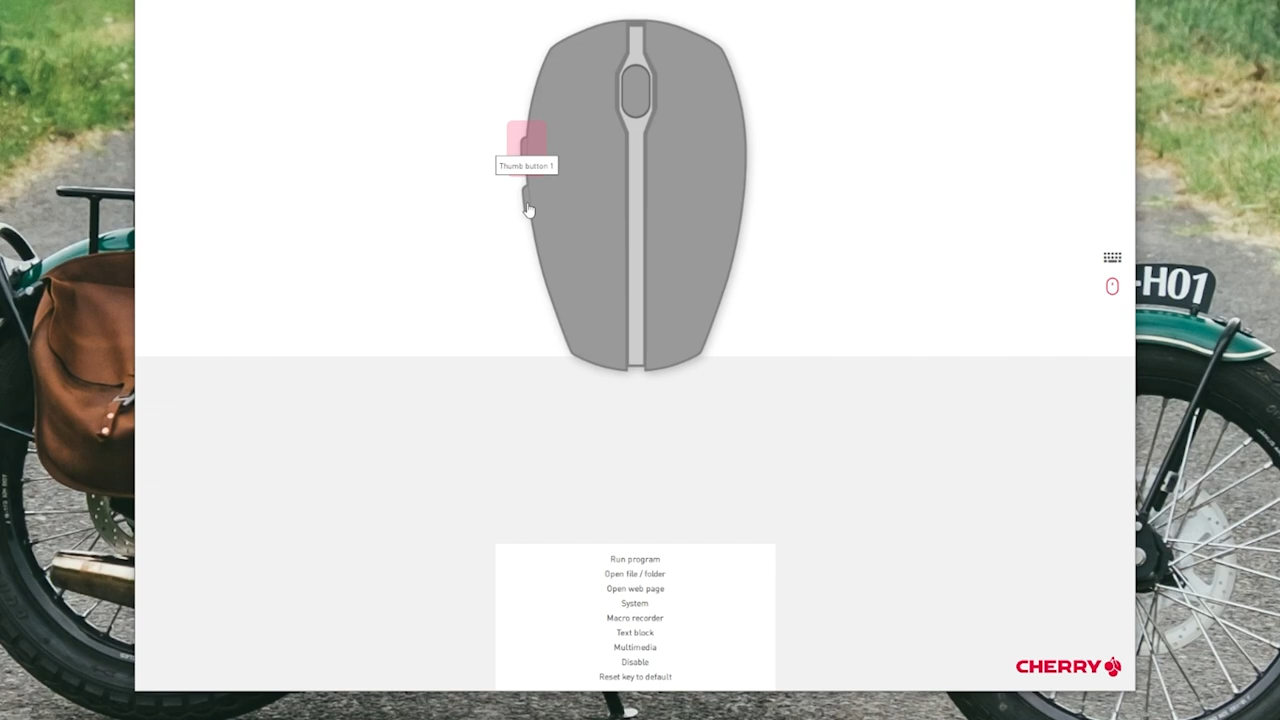 Thumb button 1
-H01
Run program
Open file / folder
Open web page
System
Macro recorder
Text block
Multimedia
Disable
Reset key to default
CHERRY